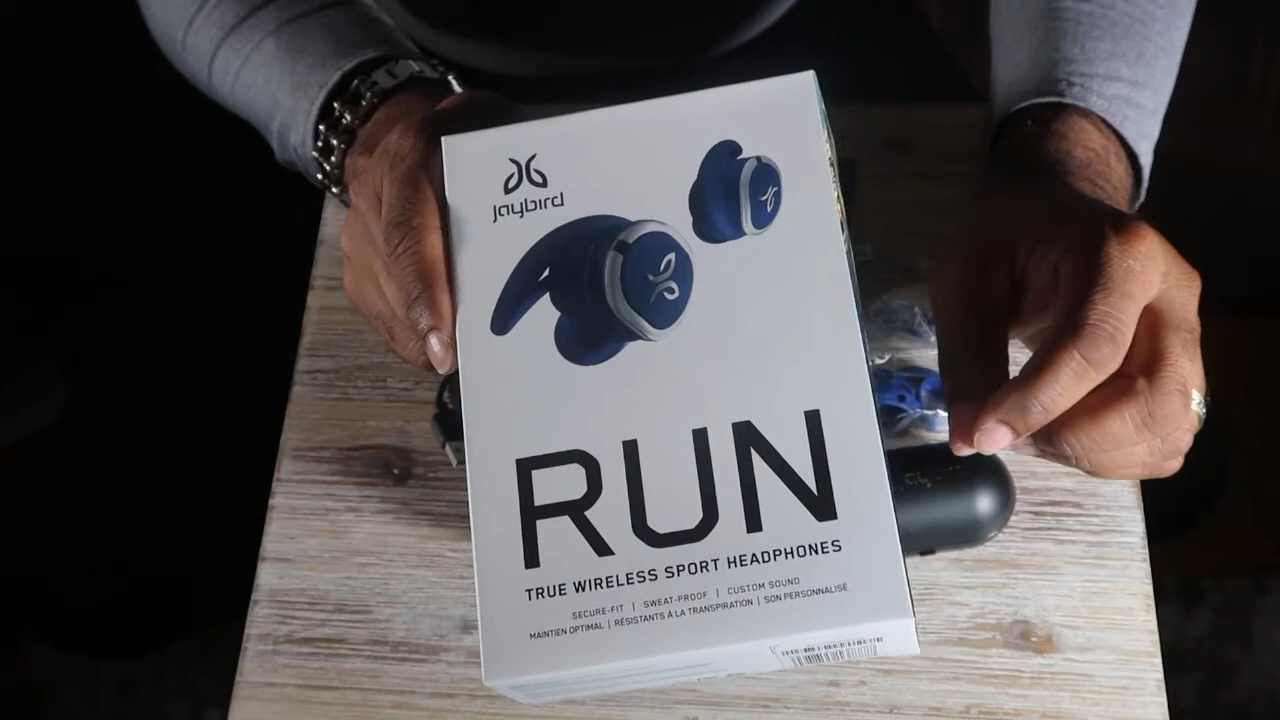 jaybird
RUN
TRUE WIRELESS SPORT HEADPHONES
SECURE-FIT | SWEAT-PROOF | CUSTOM SOUND
MAINTIEN OPTIMAL | RÉSISTANTS À LA TRANSPIRATION | SON PERSONNALISÉ